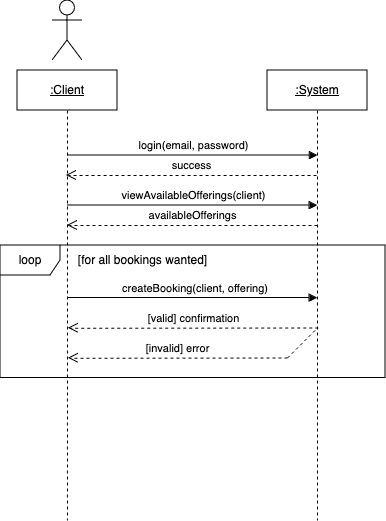 :Client
:System
login(email, password)
success
viewAvailableOfferings(client)
availableOfferings
loop
[for all bookings wanted]
createBooking(client, offering)
[valid] confirmation
[invalid] error